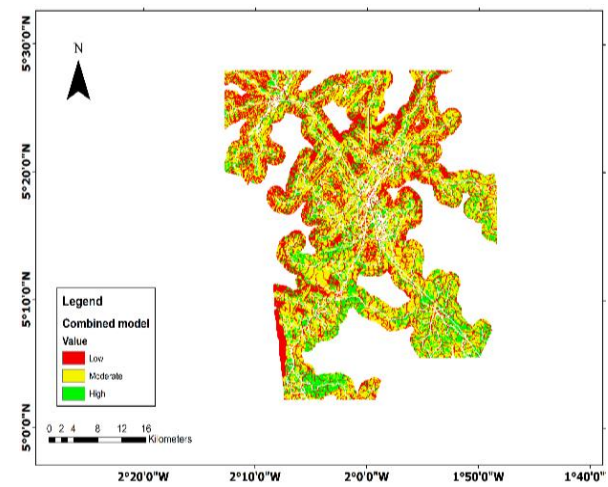 5°30'0"N
N
5°20'0"N
5°10'0"N
Legend
Combined model
Value
Low
Moderate
High
0 2 4 8 12 16
Kilometers
5°0'0"N
2°20'0"W 2°10'0"W 2°0'0"W 1°50'0"W 1°40'0"W